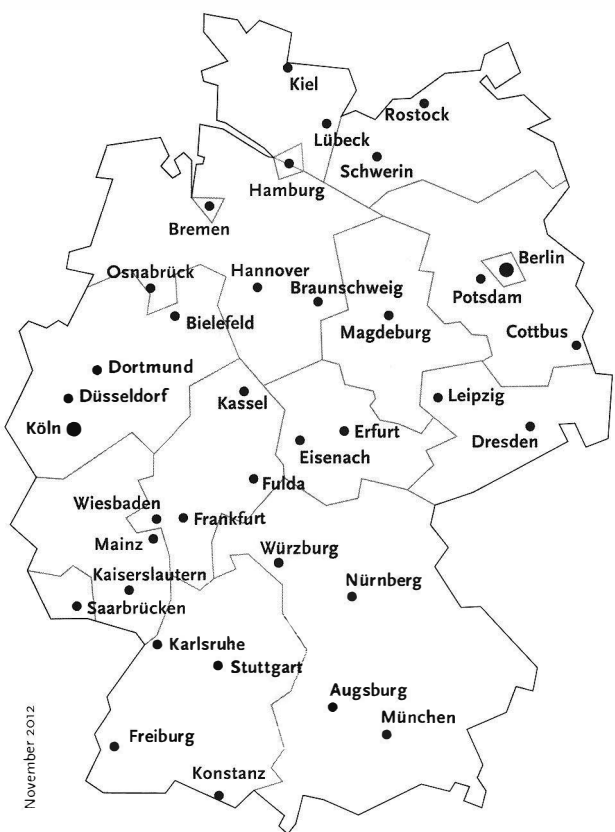 Kiel
Rostock
Lübeck
Schwerin
Hamburg
Bremen
Osnabrück
Hannover
Berlin
Braunschweig
Potsdam
Bielefeld
Magdeburg
Cottbus
Dortmund
Düsseldorf
Kassel
Leipzig
Köln
Erfurt
Dresden
Eisenach
Fulda
Wiesbaden
Frankfurt
Mainz
Würzburg
Kaiserslautern
Nürnberg
Saarbrücken
Karlsruhe
Stuttgart
Augsburg
München
Freiburg
Konstanz
November 2012